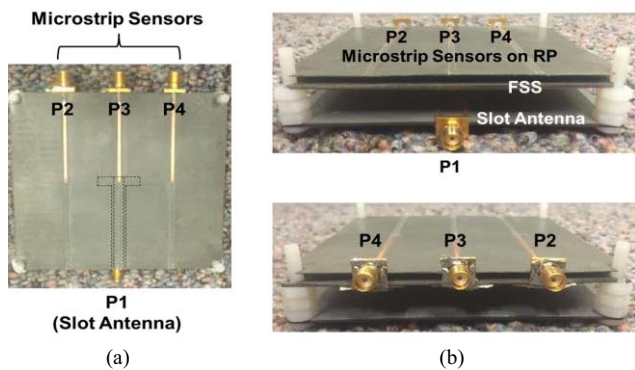 Microstrip Sensors
P2 P3 P4
P1
(Slot Antenna)
(a)
P2 P3 P4
Microstrip Sensors on RP
FSS
Slot Antenna
P1
P4 P3 P2
(b)